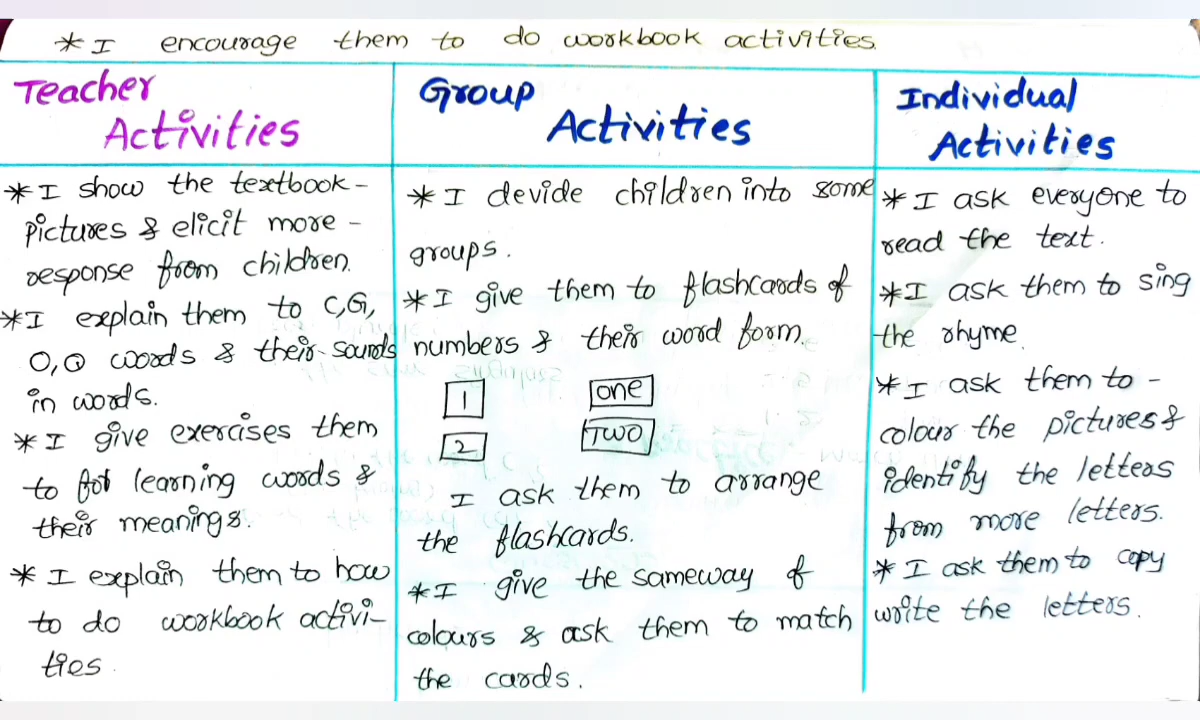 * I encourage them to do workbook activities.
Teacher
Activities
* I show the textbook -
pictures & elicit more -
response from children.
* I explain them to C, G,
O, Q words & their sounds
in words.
* I give exercises them
to for learning words &
their meanings.
* I explain them to how
to do workbook activi-
ties.
Group
Activities
* I devide children into some
groups.
* I give them to flashcards of
numbers & their word form.
1 one
2 TWO
I ask them to arrange
the flashcards.
* I give the sameway of
colours & ask them to match
the cards.
Individual
Activities
* I ask everyone to
read the text.
* I ask them to sing
the rhyme.
* I ask them to -
colour the pictures &
identify the letters
from more letters.
* I ask them to copy
write the letters.